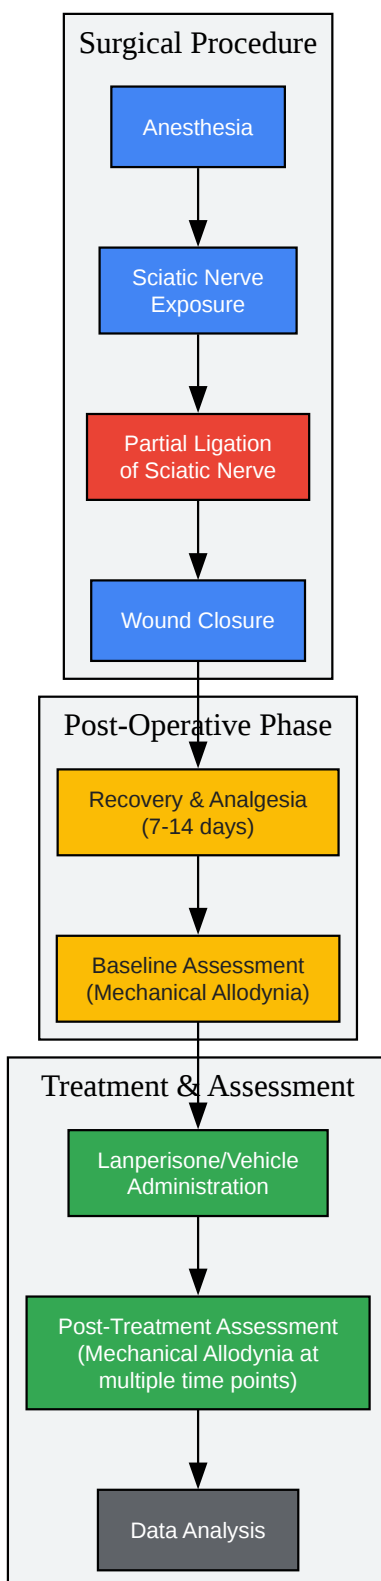 Surgical Procedure
Anesthesia
Sciatic Nerve
Exposure
Partial Ligation
of Sciatic Nerve
Wound Closure
Post-Operative Phase
Recovery & Analgesia
(7-14 days)
Baseline Assessment
(Mechanical Allodynia)
Treatment & Assessment
Lanperisone/Vehicle
Administration
Post-Treatment Assessment
(Mechanical Allodynia at
multiple time points)
Data Analysis